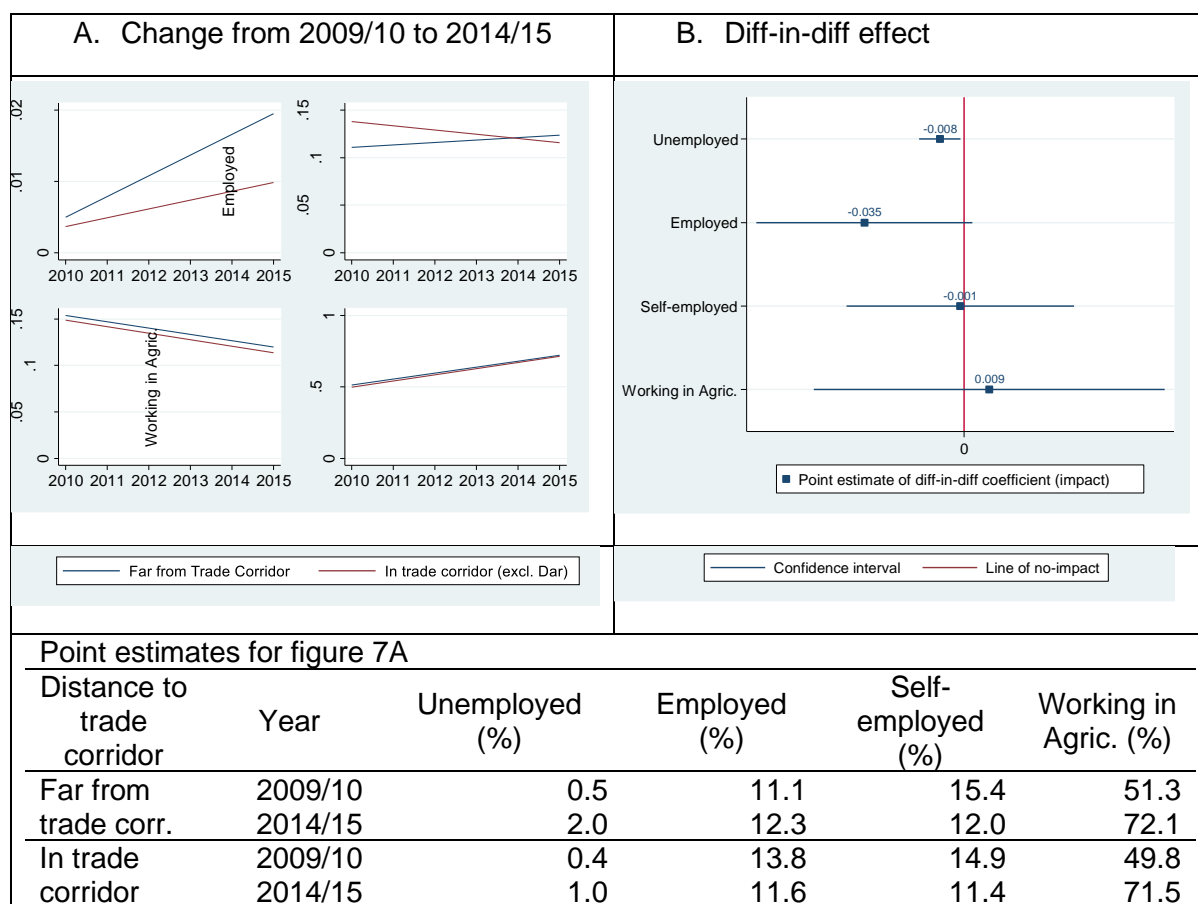 A. Change from 2009/10 to 2014/15
B. Diff-in-diff effect
.02
.01
0
2010 2011 2012 2013 2014 2015
Employed
.15
.1
.05
0
2010 2011 2012 2013 2014 2015
.15
.1
.05
0
2010 2011 2012 2013 2014 2015
Working in Agric.
1
.5
0
2010 2011 2012 2013 2014 2015
Far from Trade Corridor
In trade corridor (excl. Dar)
Unemployed
-0.008
Employed
-0.035
Self-employed
-0.001
Working in Agric.
0.009
0
Point estimate of diff-in-diff coefficient (impact)
Confidence interval
Line of no-impact
Point estimates for figure 7A
Distance to trade corridor Year Unemployed (%) Employed (%) Self-employed (%) Working in Agric. (%)
Far from 2009/10 0.5 11.1 15.4 51.3
trade corr. 2014/15 2.0 12.3 12.0 72.1
In trade 2009/10 0.4 13.8 14.9 49.8
corridor 2014/15 1.0 11.6 11.4 71.5